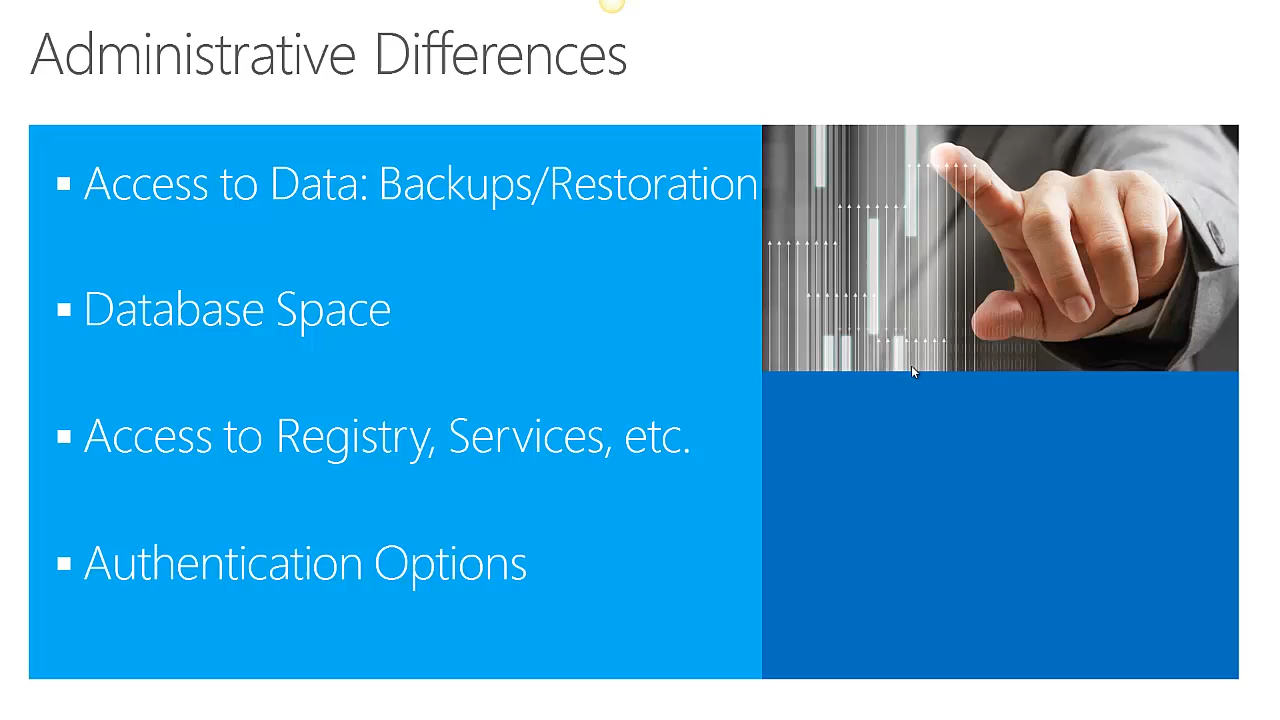 Administrative Differences
Access to Data: Backups/Restoration
Database Space
Access to Registry, Services, etc.
Authentication Options